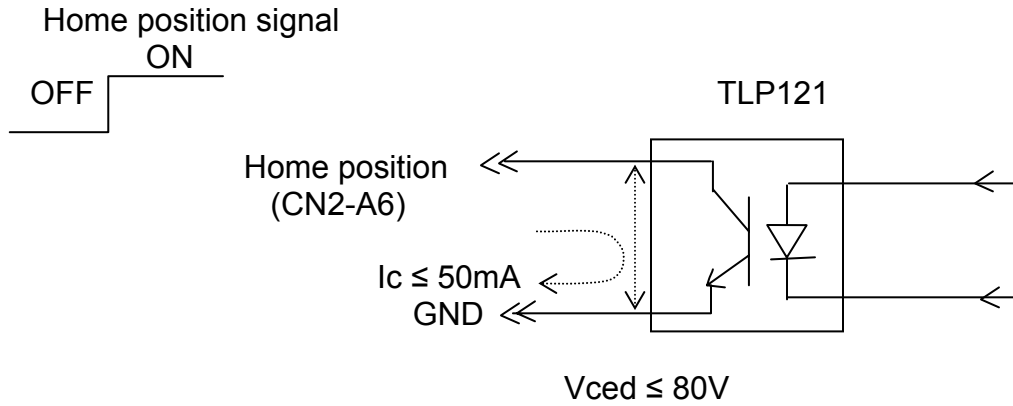 Home position signal
ON
OFF
TLP121
Home position
(CN2-A6)
Ic ≤ 50mA
GND
Vced ≤ 80V